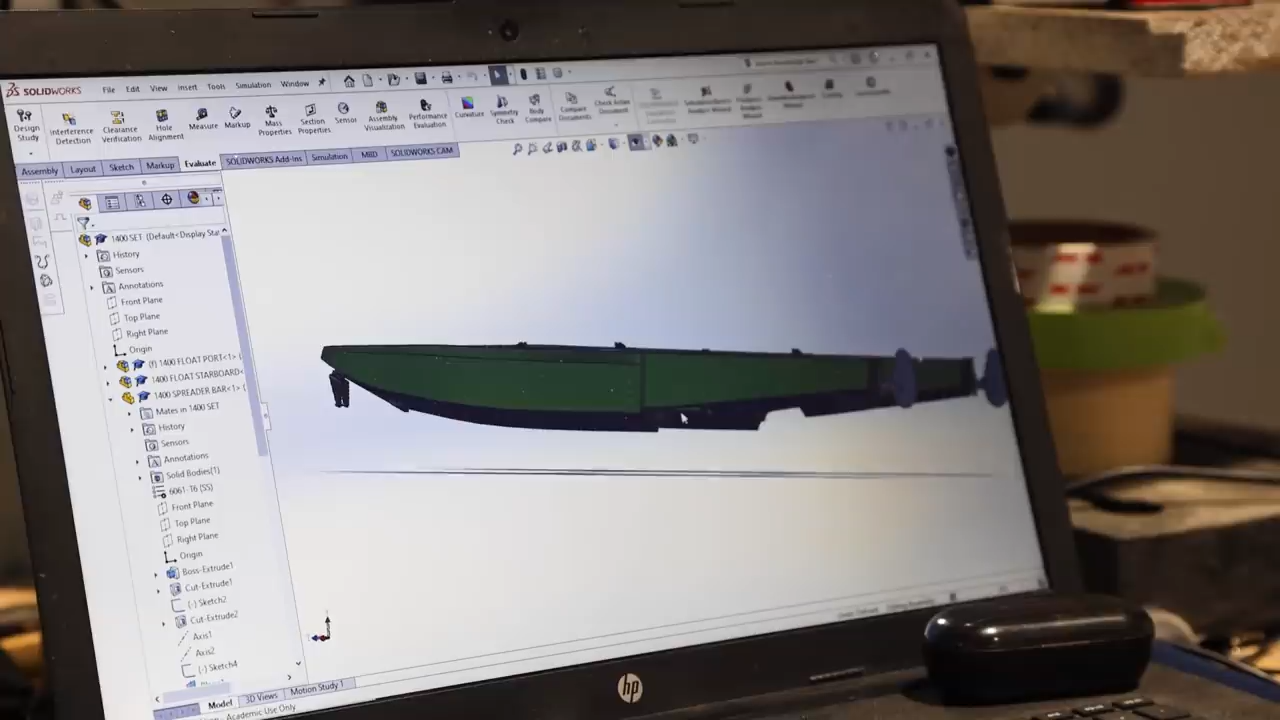 SOLIDWORKS File Edit View Insert Tools Simulation Window
Design Study
Interference Detection
Clearance Verification
Hole Alignment
Measure
Markup
Mass Properties
Section Properties
Sensor
Assembly Visualization
Performance Evaluation
Curvature
Symmetry Check
Body Compare
Compare Documents
Check Active Document
Assembly Layout Sketch Markup Evaluate SOLIDWORKS Add-Ins Simulation MBD SOLIDWORKS CAM
1400 SET (Default<Display Sta
History
Sensors
Annotations
Front Plane
Top Plane
Right Plane
Origin
(f) 1400 FLOAT PORT<1> (
1400 FLOAT STARBOARD<
1400 SPREADER BAR<1> (
Mates in 1400 SET
History
Sensors
Annotations
Solid Bodies(1)
6061-T6 (SS)
Front Plane
Top Plane
Right Plane
Origin
Boss-Extrude1
Cut-Extrude1
(-) Sketch2
Cut-Extrude2
Axis1
Axis2
(-) Sketch4
Model 3D Views Motion Study 1
- Academic Use Only
hp